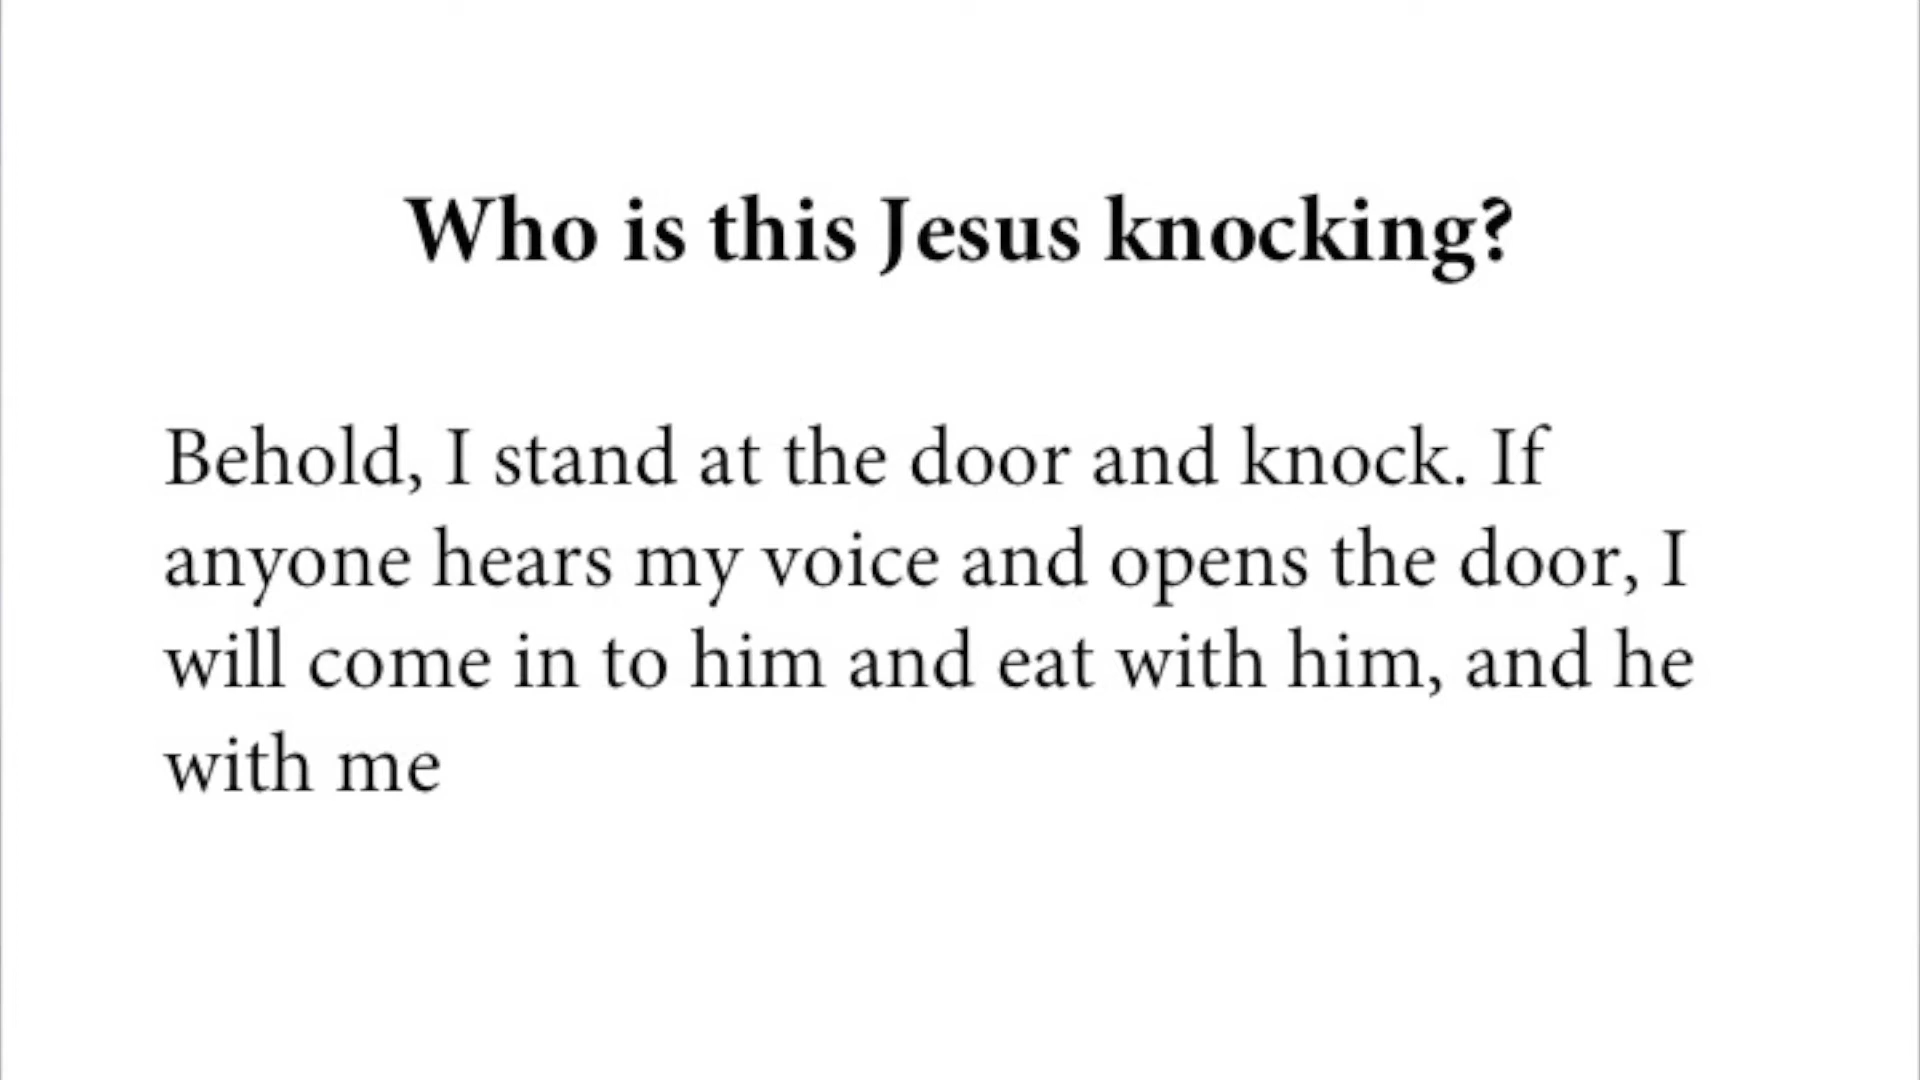 Who is this Jesus knocking?
Behold, I stand at the door and knock. If
anyone hears my voice and opens the door, I
will come in to him and eat with him, and he
with me